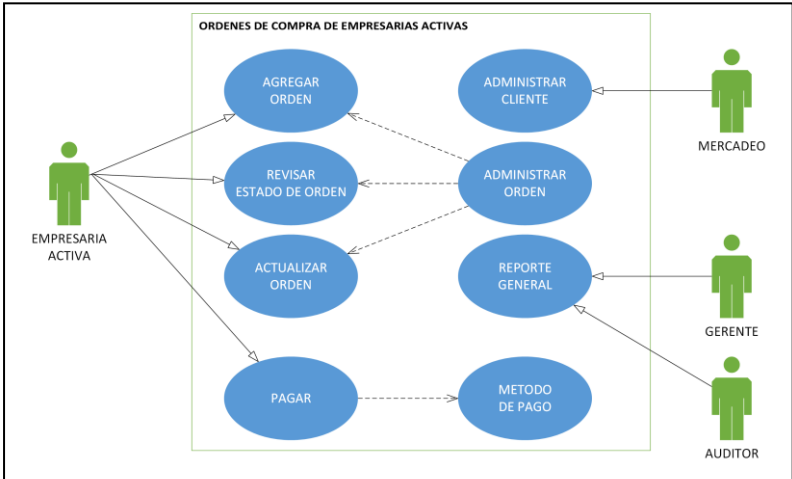 ORDENES DE COMPRA DE EMPRESARIAS ACTIVAS
AGREGAR
ORDEN
ADMINISTRAR
CLIENTE
MERCADEO
REVISAR
ESTADO DE ORDEN
ADMINISTRAR
ORDEN
EMPRESARIA
ACTIVA
ACTUALIZAR
ORDEN
REPORTE
GENERAL
GERENTE
PAGAR
METODO
DE PAGO
AUDITOR